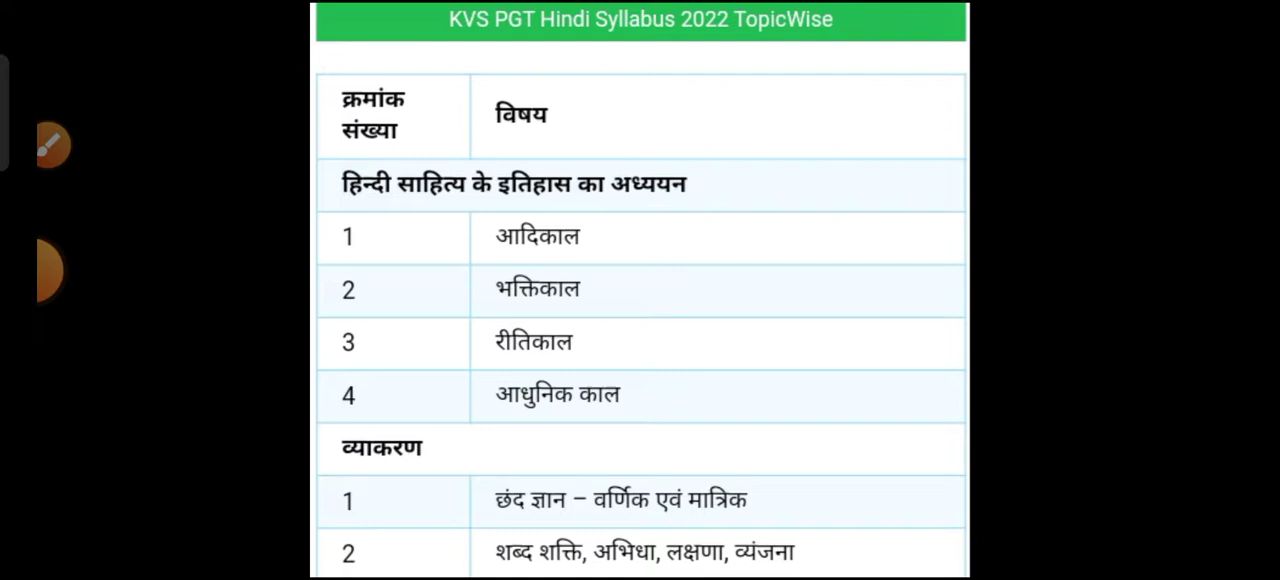 KVS PGT Hindi Syllabus 2022 TopicWise
क्रमांक संख्या विषय
हिन्दी साहित्य के इतिहास का अध्ययन
1 आदिकाल
2 भक्तिकाल
3 रीतिकाल
4 आधुनिक काल
व्याकरण
1 छंद ज्ञान – वर्णिक एवं मात्रिक
2 शब्द शक्ति, अभिधा, लक्षणा, व्यंजना